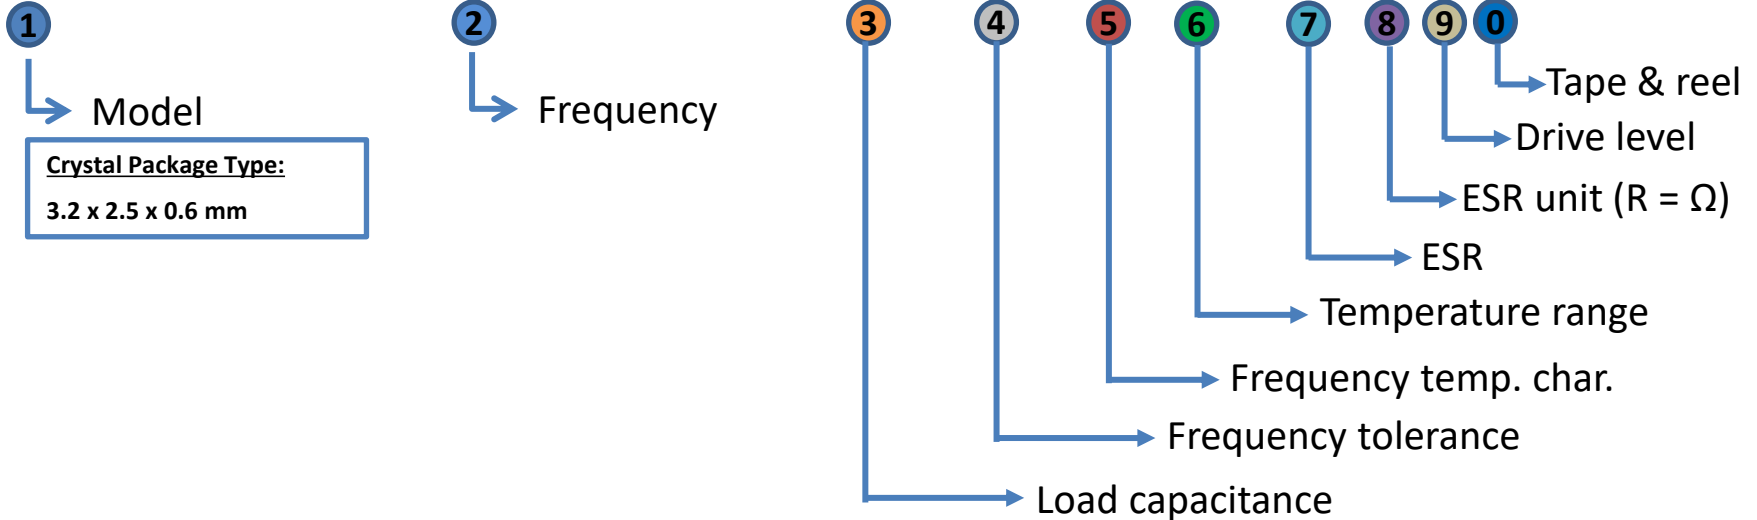 1 2 3 4 5 6 7 8 9 0
Tape & reel
Model
Frequency
Drive level
Crystal Package Type:
3.2 x 2.5 x 0.6 mm
ESR unit (R = Ω)
ESR
Temperature range
Frequency temp. char.
Frequency tolerance
Load capacitance